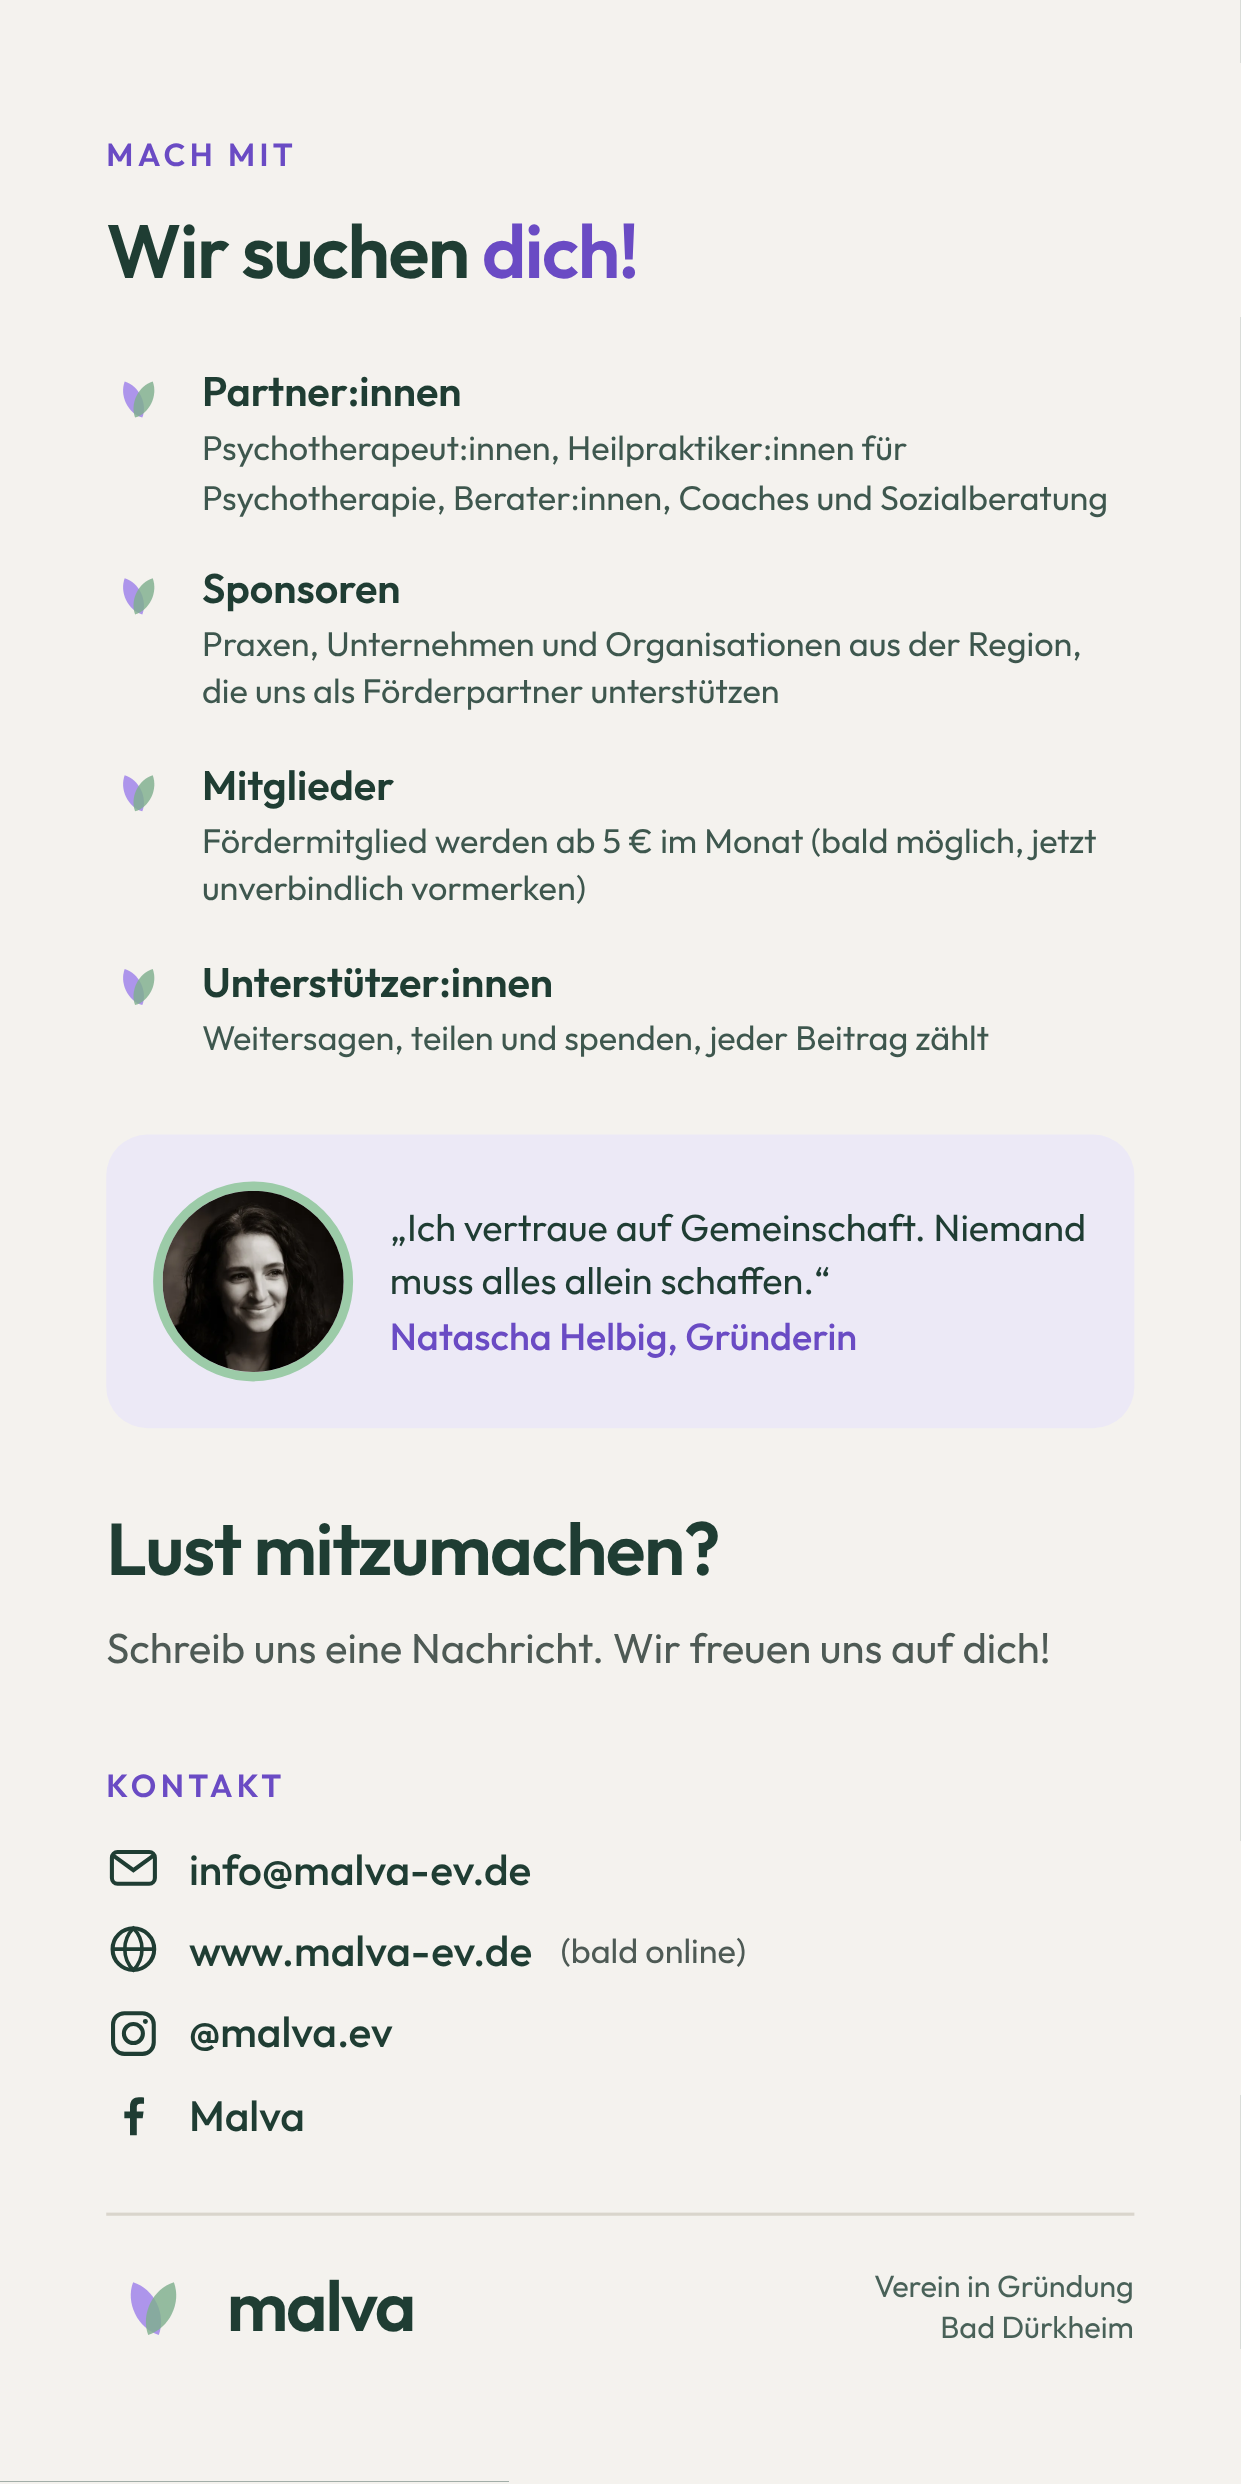 MACH MIT
Wir suchen dich!
Partner:innen
Psychotherapeut:innen, Heilpraktiker:innen für
Psychotherapie, Berater:innen, Coaches und Sozialberatung
Sponsoren
Praxen, Unternehmen und Organisationen aus der Region,
die uns als Förderpartner unterstützen
Mitglieder
Fördermitglied werden ab 5 € im Monat (bald möglich, jetzt
unverbindlich vormerken)
Unterstützer:innen
Weitersagen, teilen und spenden, jeder Beitrag zählt
„Ich vertraue auf Gemeinschaft. Niemand
muss alles allein schaffen.“
Natascha Helbig, Gründerin
Lust mitzumachen?
Schreib uns eine Nachricht. Wir freuen uns auf dich!
KONTAKT
info@malva-ev.de
www.malva-ev.de (bald online)
@malva.ev
Malva
malva
Verein in Gründung
Bad Dürkheim